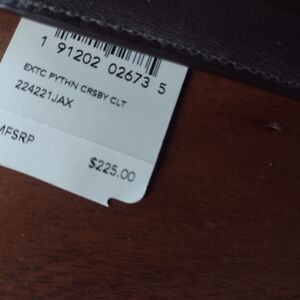 1 91202 02673 5
EXTC PYTHN CRSBY CLT
224221JAX
MFSRP
$225.00